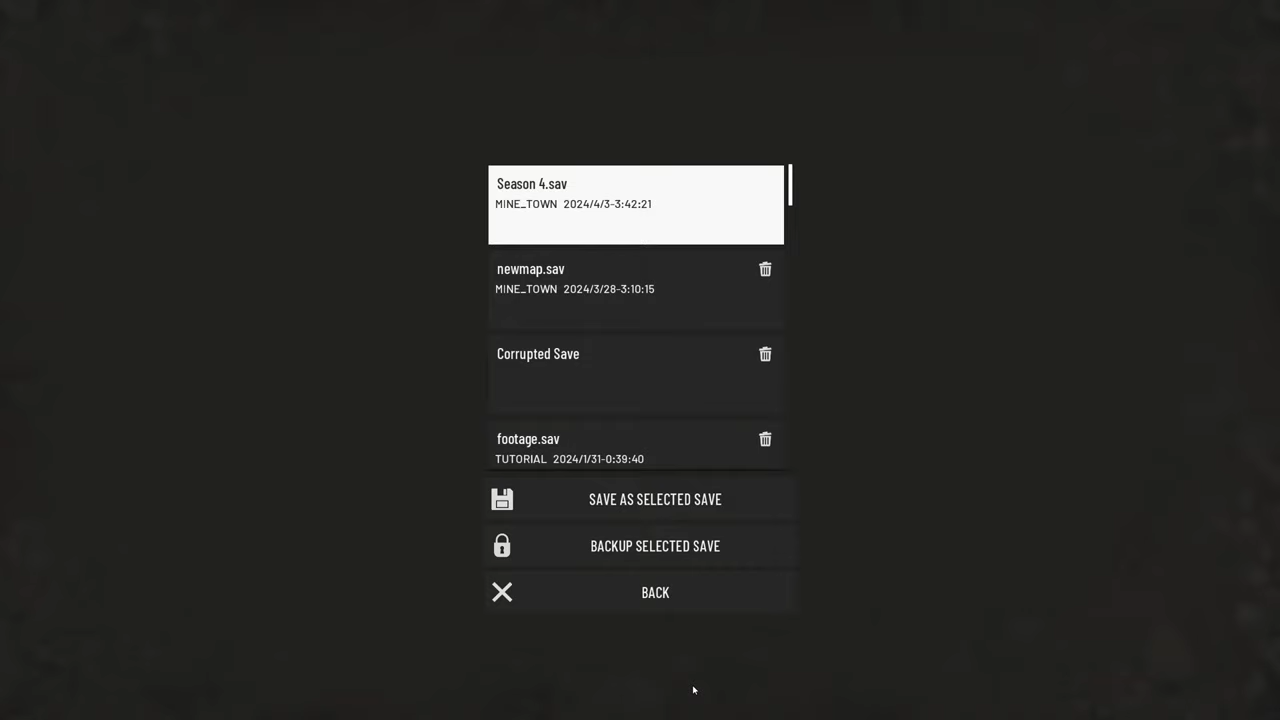 Season 4.sav
MINE_TOWN 2024/4/3-3:42:21
newmap.sav
MINE_TOWN 2024/3/28-3:10:15
Corrupted Save
footage.sav
TUTORIAL 2024/1/31-0:39:40
SAVE AS SELECTED SAVE
BACKUP SELECTED SAVE
BACK